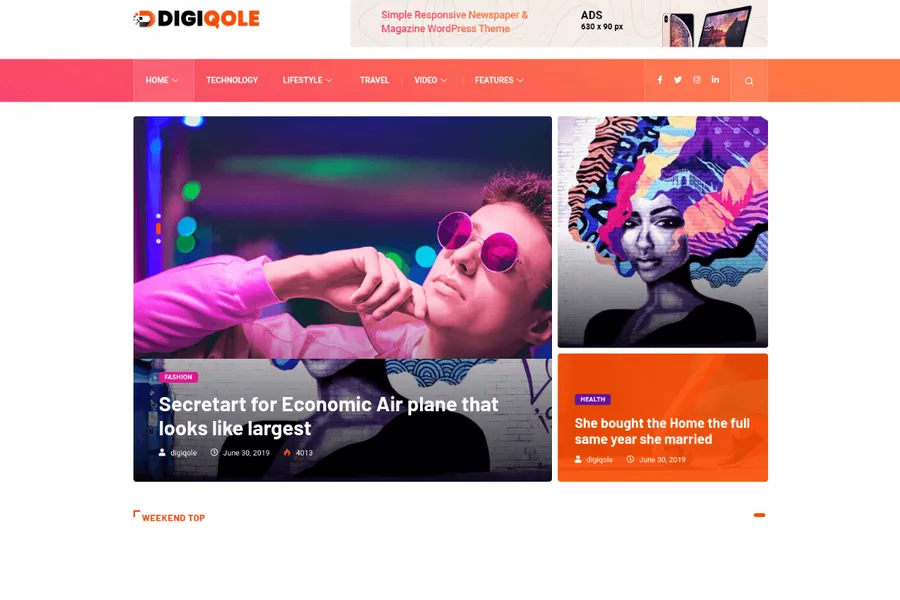 DIGIQOLE
Simple Responsive Newspaper &
Magazine WordPress Theme
ADS
630 x 90 px
HOME
TECHNOLOGY
LIFESTYLE
TRAVEL
VIDEO
FEATURES
FASHION
Secretart for Economic Air plane that
looks like largest
digiqole
June 30, 2019
4013
HEALTH
She bought the Home the full
same year she married
digiqole
June 30, 2019
WEEKEND TOP